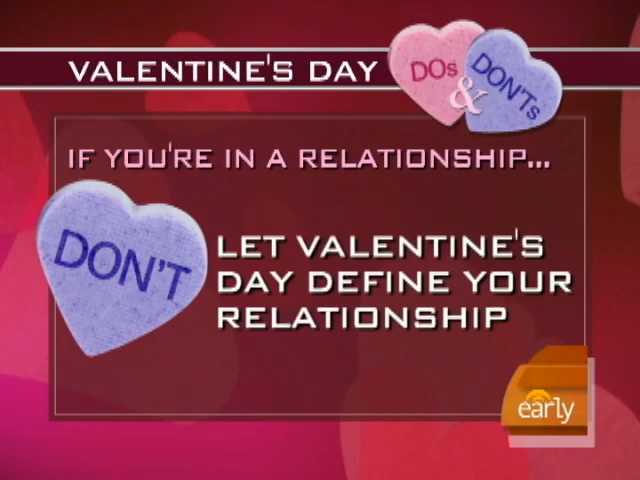 VALENTINE'S DAY
DOs
&
DON'Ts
IF YOU'RE IN A RELATIONSHIP...
DON'T
LET VALENTINE'S
DAY DEFINE YOUR
RELATIONSHIP
early